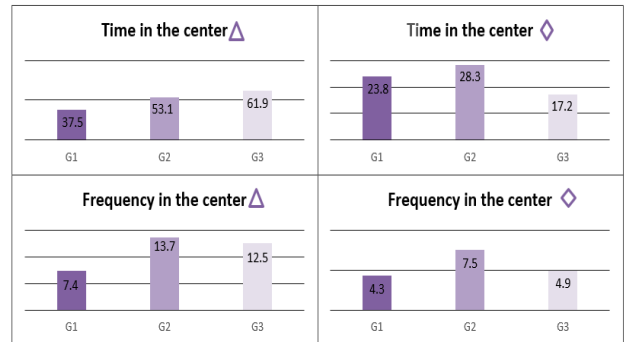 Time in the center
37.5
53.1
61.9
G1 G2 G3
Time in the center
23.8
28.3
17.2
G1 G2 G3
Frequency in the center
7.4
13.7
12.5
G1 G2 G3
Frequency in the center
4.3
7.5
4.9
G1 G2 G3